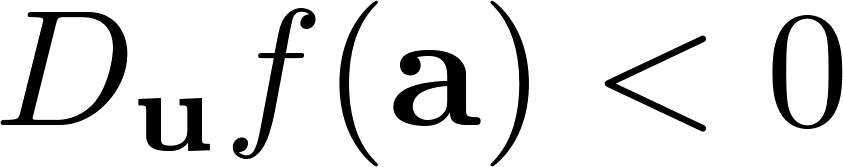 D_𝐮 f(𝐚) < 0